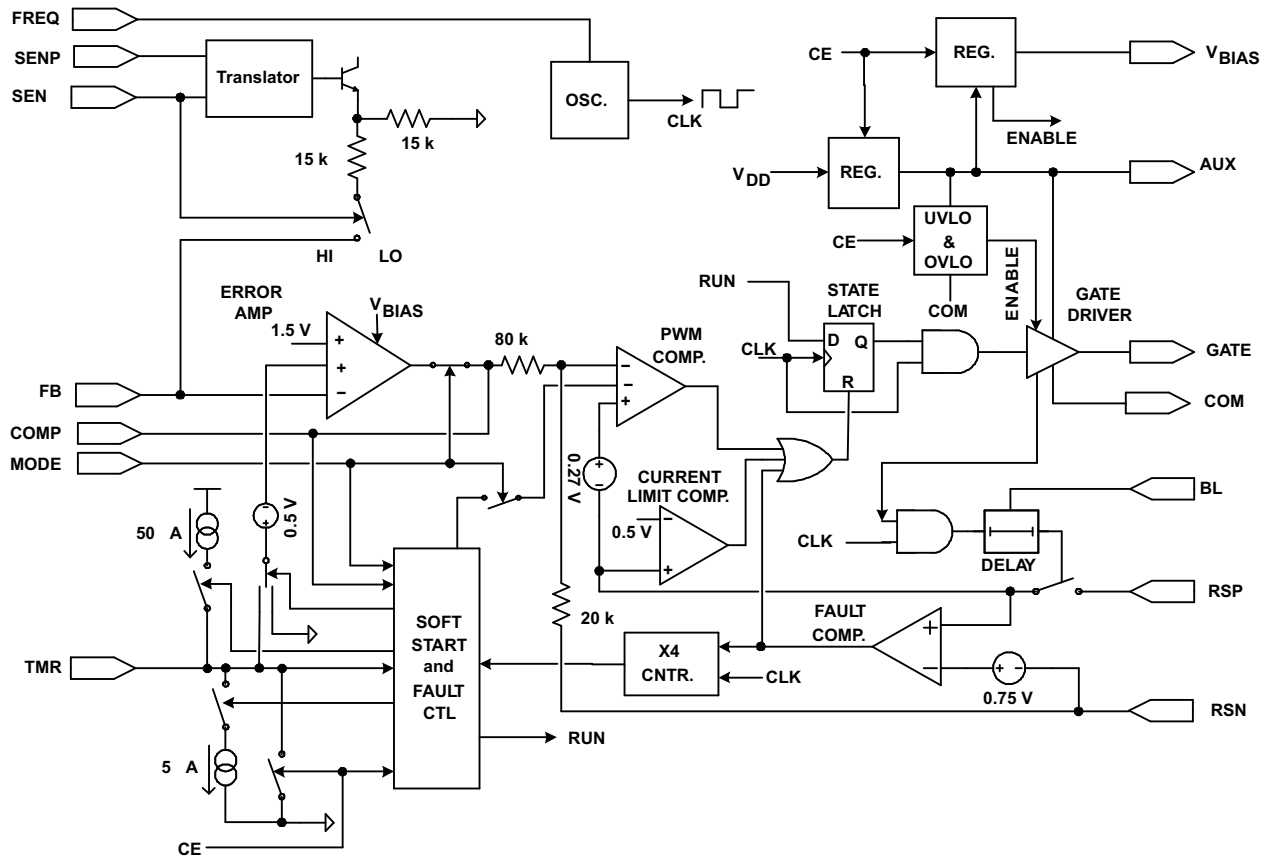 FREQ
SENP
SEN
Translator
15 k
15 k
HI
LO
OSC.
CLK
CE
REG.
V
BIAS
ENABLE
V
DD
REG.
AUX
CE
UVLO
&
OVLO
COM
ENABLE
GATE
DRIVER
RUN
STATE
LATCH
D
Q
R
CLK
GATE
COM
ERROR
AMP
V
BIAS
1.5 V
+
+
−
80 k
PWM
COMP.
−
−
+
FB
COMP
MODE
0.27 V
+
−
CURRENT
LIMIT COMP.
0.5 V
−
+
BL
CLK
DELAY
RSP
50 A
0.5 V
−
+
SOFT
START
and
FAULT
CTL
20 k
X4
CNTR.
CLK
FAULT
COMP.
+
−
+ -
0.75 V
RSN
TMR
RUN
5 A
CE